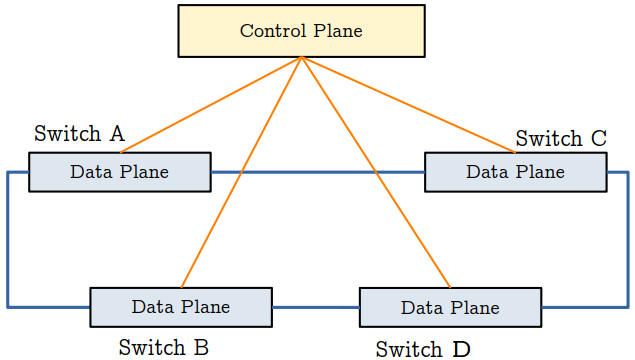 Control Plane
Switch A
Switch C
Data Plane
Data Plane
Data Plane
Data Plane
Switch B
Switch D